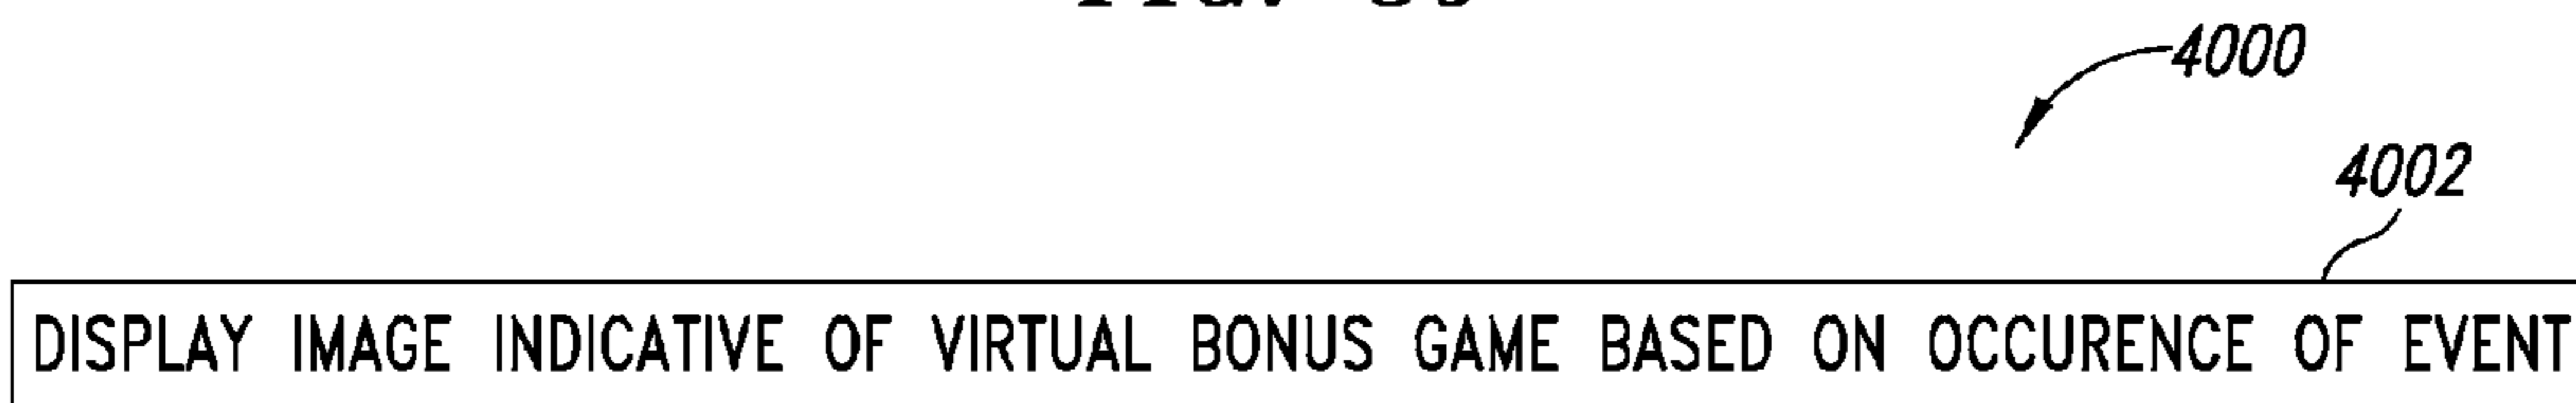 4000
4002
DISPLAY IMAGE INDICATIVE OF VIRTUAL BONUS GAME BASED ON OCCURENCE OF EVENT